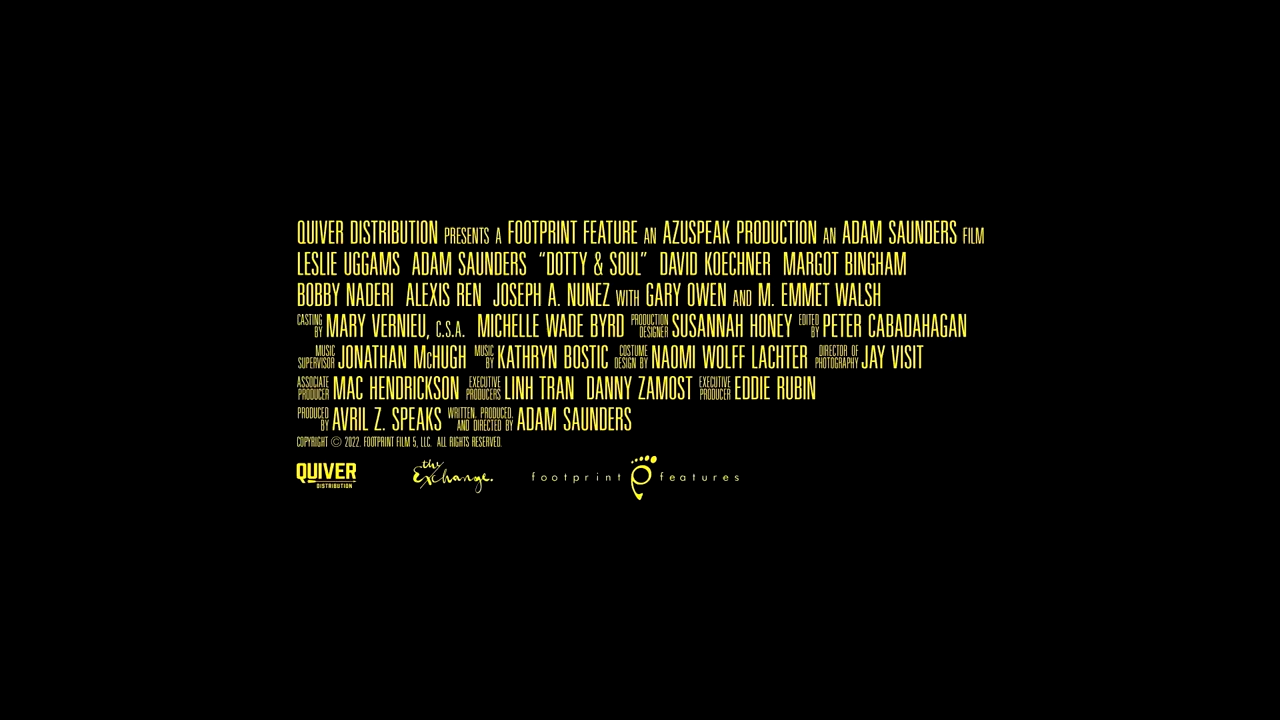 QUIVER DISTRIBUTION PRESENTS A FOOTPRINT FEATURE AN AZUSPEAK PRODUCTION AN ADAM SAUNDERS FILM
LESLIE UGGAMS ADAM SAUNDERS “DOTTY & SOUL” DAVID KOECHNER MARGOT BINGHAM
BOBBY NADERI ALEXIS REN JOSEPH A. NUNEZ WITH GARY OWEN AND M. EMMET WALSH
CASTING BY MARY VERNIEU, C.S.A. MICHELLE WADE BYRD PRODUCTION DESIGNER SUSANNAH HONEY EDITED BY PETER CABADAHAGAN
MUSIC SUPERVISOR JONATHAN McHUGH MUSIC BY KATHRYN BOSTIC COSTUME DESIGN BY NAOMI WOLFF LACHTER DIRECTOR OF PHOTOGRAPHY JAY VISIT
ASSOCIATE PRODUCER MAC HENDRICKSON EXECUTIVE PRODUCERS LINH TRAN DANNY ZAMOST EXECUTIVE PRODUCER EDDIE RUBIN
PRODUCED BY AVRIL Z. SPEAKS WRITTEN, PRODUCED, AND DIRECTED BY ADAM SAUNDERS
COPYRIGHT © 2022. FOOTPRINT FILM 5, LLC. ALL RIGHTS RESERVED.
QUIVER DISTRIBUTION the Exchange. footprint features